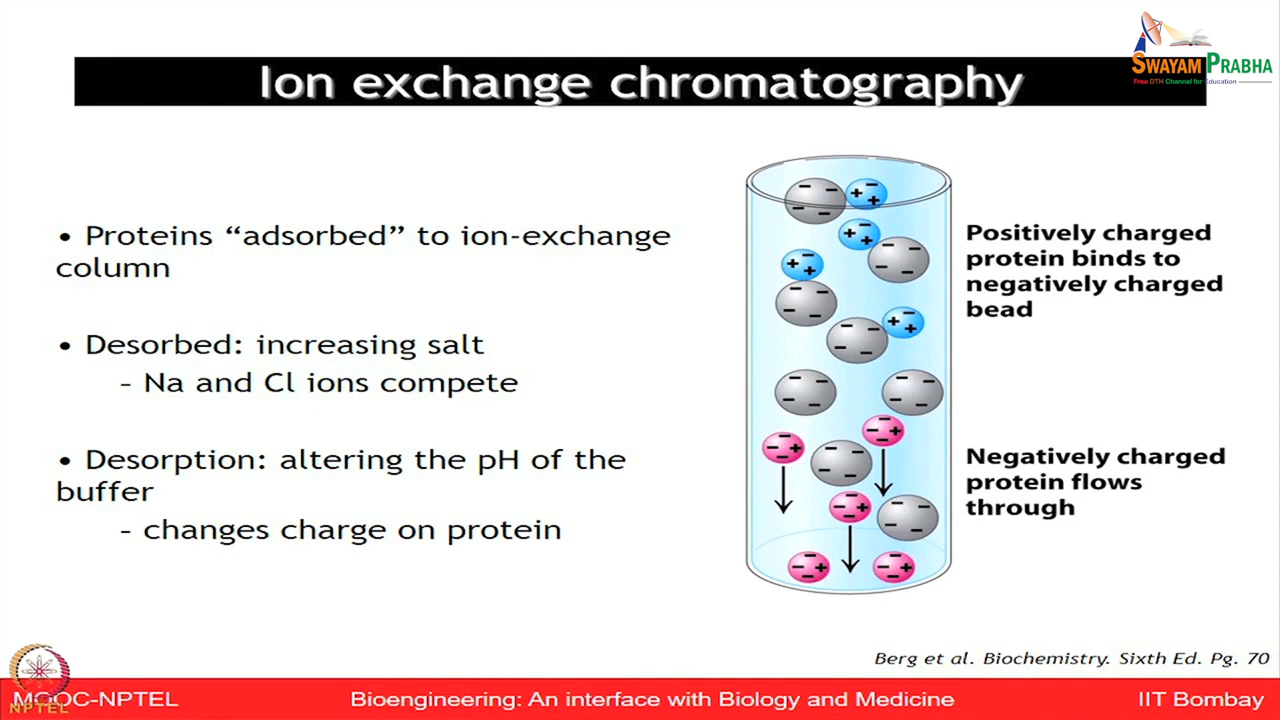 SWAYAM PRABHA
Free DTH Channel for Education
Ion exchange chromatography
• Proteins “adsorbed” to ion-exchange
column
• Desorbed: increasing salt
- Na and Cl ions compete
• Desorption: altering the pH of the
buffer
- changes charge on protein
Positively charged
protein binds to
negatively charged
bead
Negatively charged
protein flows
through
Berg et al. Biochemistry. Sixth Ed. Pg. 70
MOOC-NPTEL
NPTEL
Bioengineering: An interface with Biology and Medicine
IIT Bombay